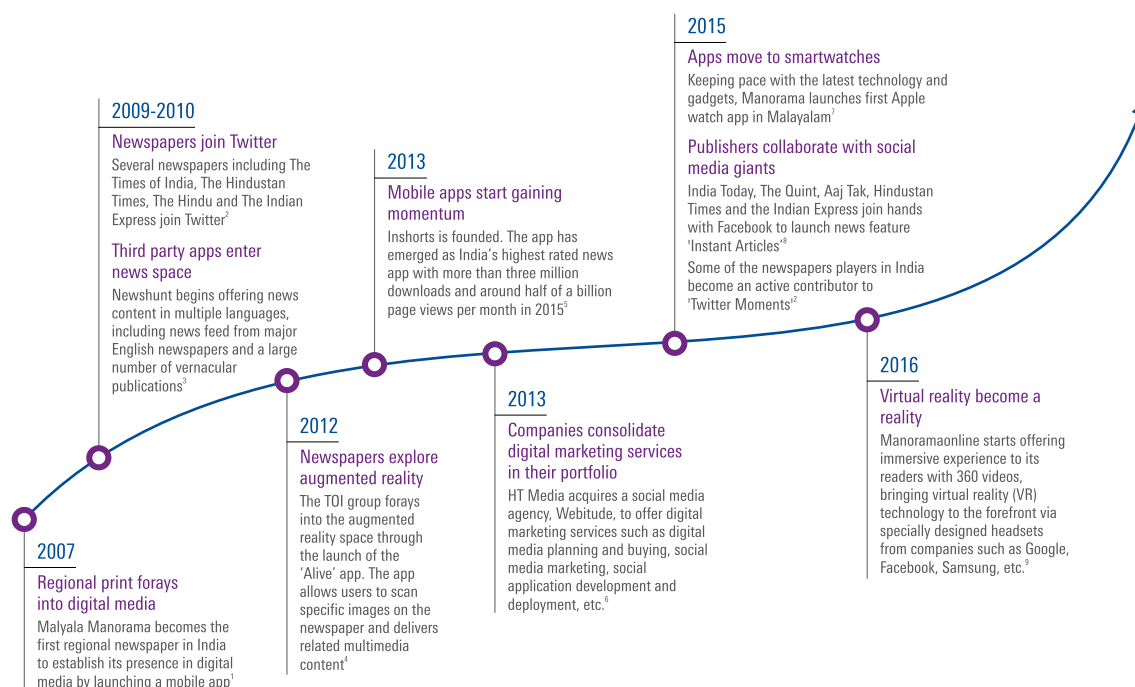 2007
Regional print forays
into digital media
Malyala Manorama becomes the
first regional newspaper in India
to establish its presence in digital
media by launching a mobile app¹
2009-2010
Newspapers join Twitter
Several newspapers including The
Times of India, The Hindustan
Times, The Hindu and The Indian
Express join Twitter²
Third party apps enter
news space
Newshunt begins offering news
content in multiple languages,
including news feed from major
English newspapers and a large
number of vernacular
publications³
2012
Newspapers explore
augmented reality
The TOI group forays
into the augmented
reality space through
the launch of the
‘Alive’ app. The app
allows users to scan
specific images on the
newspaper and delivers
related multimedia
content⁴
2013
Mobile apps start gaining
momentum
Inshorts is founded. The app has
emerged as India’s highest rated news
app with more than three million
downloads and around half of a billion
page views per month in 2015⁵
2013
Companies consolidate
digital marketing services
in their portfolio
HT Media acquires a social media
agency, Webitude, to offer digital
marketing services such as digital
media planning and buying, social
media marketing, social
application development and
deployment, etc.⁶
2015
Apps move to smartwatches
Keeping pace with the latest technology and
gadgets, Manorama launches first Apple
watch app in Malayalam⁷
Publishers collaborate with social
media giants
India Today, The Quint, Aaj Tak, Hindustan
Times and the Indian Express join hands
with Facebook to launch news feature
'Instant Articles'⁸
Some of the newspapers players in India
become an active contributor to
'Twitter Moments'²
2016
Virtual reality become a
reality
Manoramaonline starts offering
immersive experience to its
readers with 360 videos,
bringing virtual reality (VR)
technology to the forefront via
specially designed headsets
from companies such as Google,
Facebook, Samsung, etc.⁹